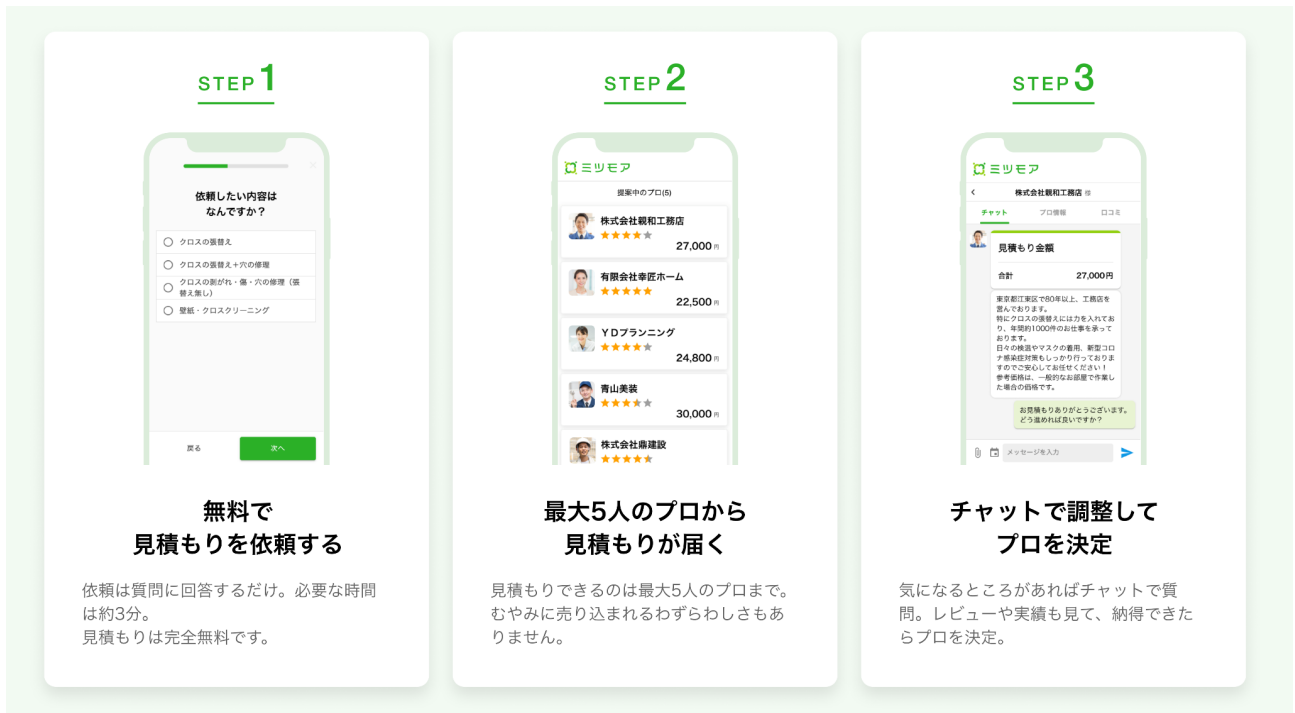 STEP 1
依頼したい内容は
なんですか？
クロスの張替え
クロスの張替え＋穴の修理
クロスの剥がれ・傷・穴の修理（張
替え無し）
壁紙・クロスクリーニング
戻る
次へ
無料で
見積もりを依頼する
依頼は質問に回答するだけ。必要な時間
は約3分。
見積もりは完全無料です。
STEP 2
ミツモア
提案中のプロ(5)
株式会社親和工務店
27,000 円
有限会社幸匠ホーム
22,500 円
ＹＤプランニング
24,800 円
青山美装
30,000 円
株式会社鼎建設
最大5人のプロから
見積もりが届く
見積もりできるのは最大5人のプロまで。
むやみに売り込まれるわずらわしさもあ
りません。
STEP 3
ミツモア
株式会社親和工務店 様
チャット プロ情報 口コミ
見積もり金額
合計 27,000円
東京都江東区で80年以上、工務店を
営んでおります。
特にクロスの張替えには力を入れてお
り、年間約1000件のお仕事を承って
おります。
日々の検温やマスクの着用、新型コロ
ナ感染症対策もしっかり行っておりま
すのでご安心してお任せください！
参考価格は、一般的なお部屋で作業し
た場合の価格です。
お見積もりありがとうございます。
どう進めれば良いですか？
メッセージを入力
チャットで調整して
プロを決定
気になるところがあればチャットで質
問。レビューや実績も見て、納得できた
らプロを決定。